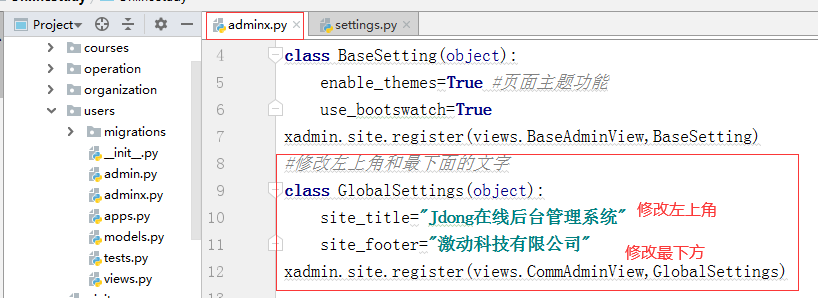 Project
adminx.py
settings.py
courses
operation
organization
users
migrations
__init__.py
admin.py
adminx.py
apps.py
models.py
tests.py
views.py
4 class BaseSetting(object):
5 enable_themes=True #页面主题功能
6 use_bootswatch=True
7 xadmin.site.register(views.BaseAdminView,BaseSetting)
8 #修改左上角和最下面的文字
9 class GlobalSettings(object):
10 site_title="Jdong在线后台管理系统" 修改左上角
11 site_footer="激动科技有限公司" 修改最下方
12 xadmin.site.register(views.CommAdminView,GlobalSettings)